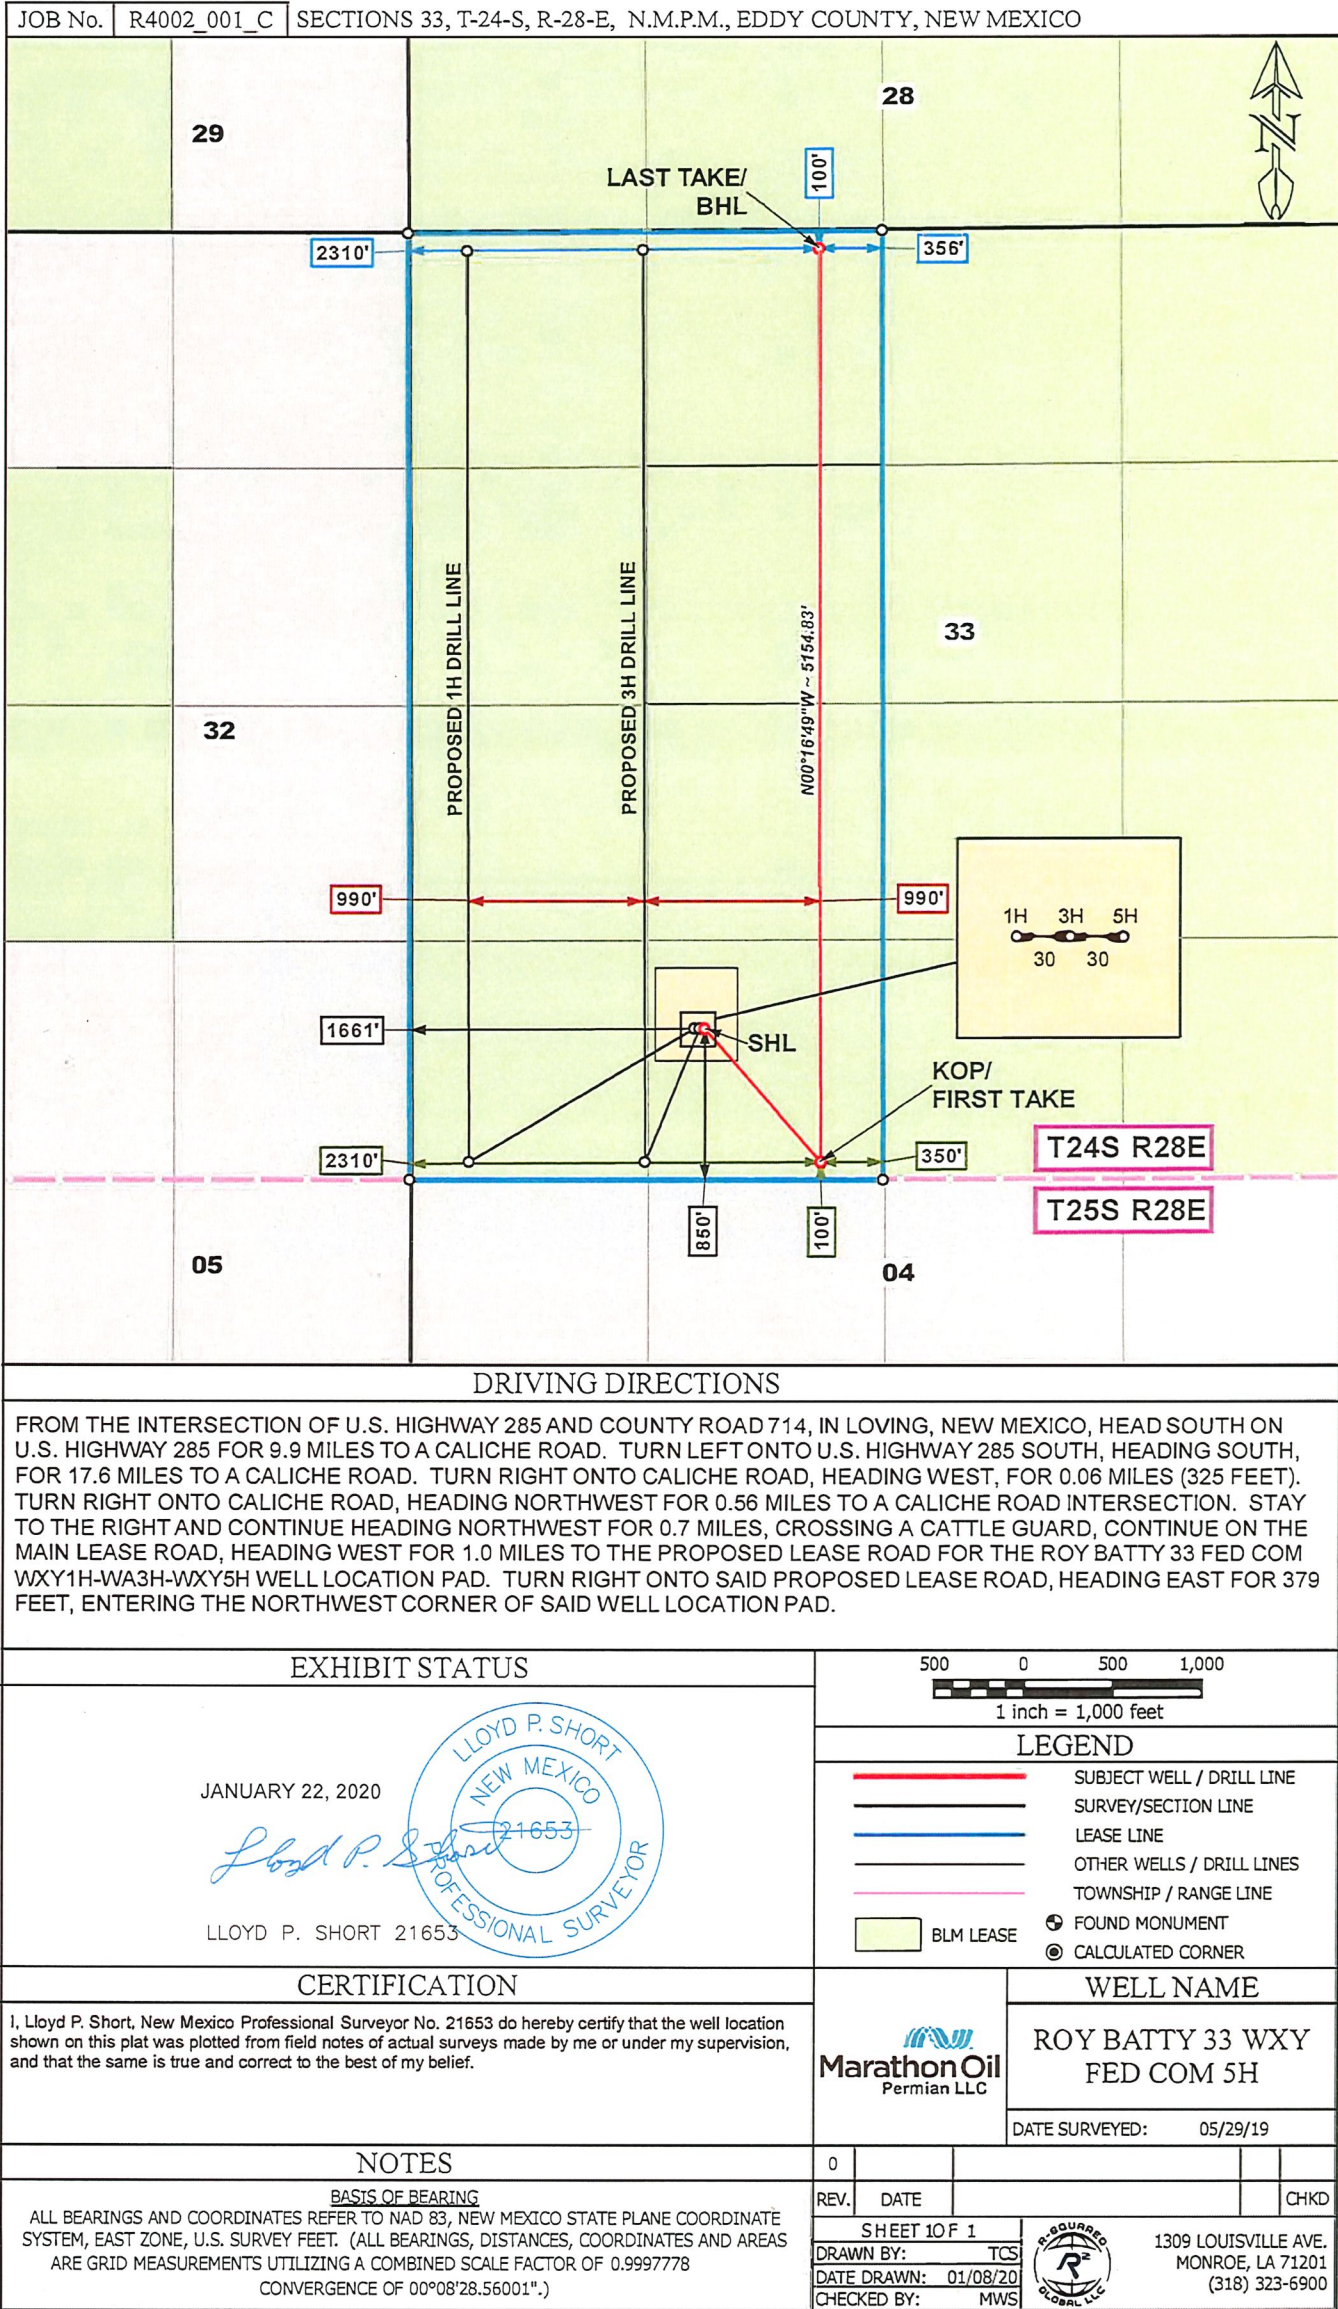 JOB No. R4002_001_C SECTIONS 33, T-24-S, R-28-E, N.M.P.M., EDDY COUNTY, NEW MEXICO
28
29
N
100'
LAST TAKE/
BHL
2310'
356'
PROPOSED 1H DRILL LINE
PROPOSED 3H DRILL LINE
N00°16'49"W ~ 5154.83'
33
32
990'
990'
1H 3H 5H
30 30
1661'
SHL
KOP/
FIRST TAKE
2310'
350'
T24S R28E
T25S R28E
850'
100'
05
04
DRIVING DIRECTIONS
FROM THE INTERSECTION OF U.S. HIGHWAY 285 AND COUNTY ROAD 714, IN LOVING, NEW MEXICO, HEAD SOUTH ON
U.S. HIGHWAY 285 FOR 9.9 MILES TO A CALICHE ROAD. TURN LEFT ONTO U.S. HIGHWAY 285 SOUTH, HEADING SOUTH,
FOR 17.6 MILES TO A CALICHE ROAD. TURN RIGHT ONTO CALICHE ROAD, HEADING WEST, FOR 0.06 MILES (325 FEET).
TURN RIGHT ONTO CALICHE ROAD, HEADING NORTHWEST FOR 0.56 MILES TO A CALICHE ROAD INTERSECTION. STAY
TO THE RIGHT AND CONTINUE HEADING NORTHWEST FOR 0.7 MILES, CROSSING A CATTLE GUARD, CONTINUE ON THE
MAIN LEASE ROAD, HEADING WEST FOR 1.0 MILES TO THE PROPOSED LEASE ROAD FOR THE ROY BATTY 33 FED COM
WXY1H-WA3H-WXY5H WELL LOCATION PAD. TURN RIGHT ONTO SAID PROPOSED LEASE ROAD, HEADING EAST FOR 379
FEET, ENTERING THE NORTHWEST CORNER OF SAID WELL LOCATION PAD.
EXHIBIT STATUS
JANUARY 22, 2020
Lloyd P. Short
LLOYD P. SHORT
NEW MEXICO
21653
PROFESSIONAL SURVEYOR
LLOYD P. SHORT 21653
500 0 500 1,000
1 inch = 1,000 feet
LEGEND
SUBJECT WELL / DRILL LINE
SURVEY/SECTION LINE
LEASE LINE
OTHER WELLS / DRILL LINES
TOWNSHIP / RANGE LINE
BLM LEASE
FOUND MONUMENT
CALCULATED CORNER
CERTIFICATION
I, Lloyd P. Short, New Mexico Professional Surveyor No. 21653 do hereby certify that the well location
shown on this plat was plotted from field notes of actual surveys made by me or under my supervision,
and that the same is true and correct to the best of my belief.
Marathon Oil
Permian LLC
WELL NAME
ROY BATTY 33 WXY
FED COM 5H
DATE SURVEYED: 05/29/19
NOTES
BASIS OF BEARING
ALL BEARINGS AND COORDINATES REFER TO NAD 83, NEW MEXICO STATE PLANE COORDINATE
SYSTEM, EAST ZONE, U.S. SURVEY FEET. (ALL BEARINGS, DISTANCES, COORDINATES AND AREAS
ARE GRID MEASUREMENTS UTILIZING A COMBINED SCALE FACTOR OF 0.9997778
CONVERGENCE OF 00°08'28.56001".)
0
REV. DATE CHKD
SHEET 1OF 1
DRAWN BY: TCS
DATE DRAWN: 01/08/20
CHECKED BY: MWS
R-SQUARED
R²
GLOBAL LLC
1309 LOUISVILLE AVE.
MONROE, LA 71201
(318) 323-6900